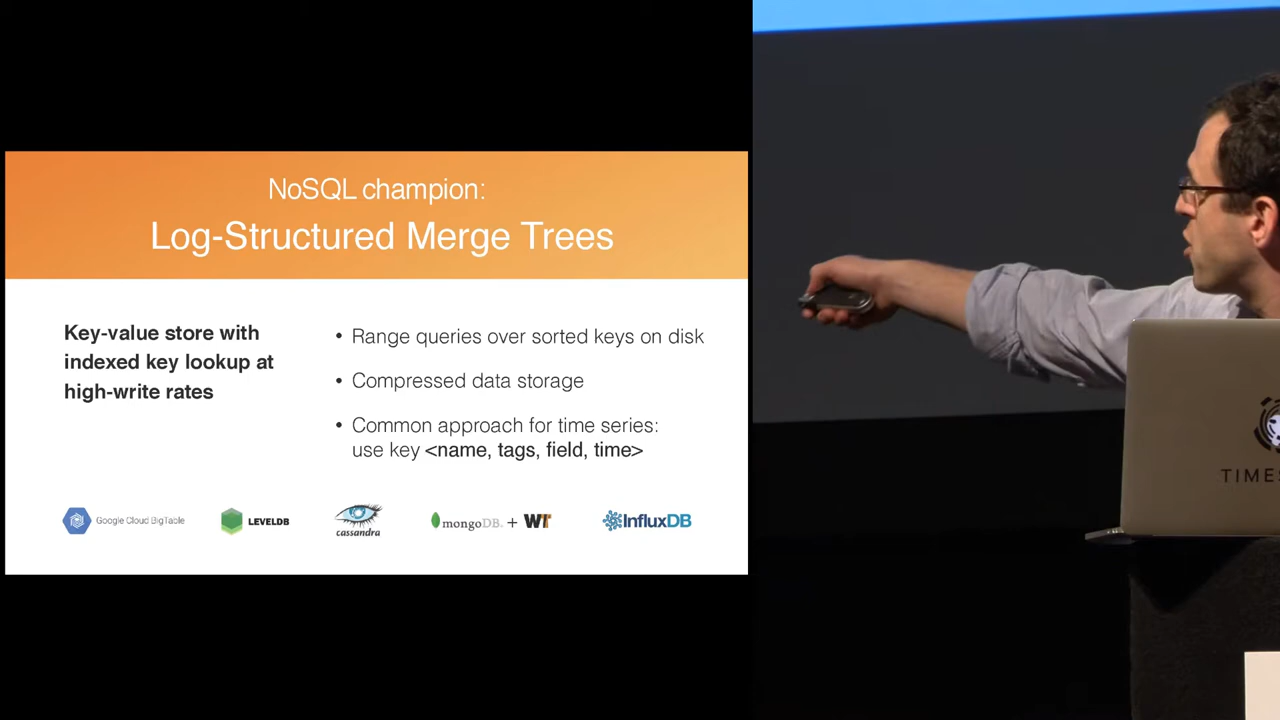 NoSQL champion:
Log-Structured Merge Trees
Key-value store with
indexed key lookup at
high-write rates
• Range queries over sorted keys on disk
• Compressed data storage
• Common approach for time series:
use key <name, tags, field, time>
Google Cloud BigTable
LEVELDB
cassandra
mongoDB. + WT
InfluxDB
TIMES